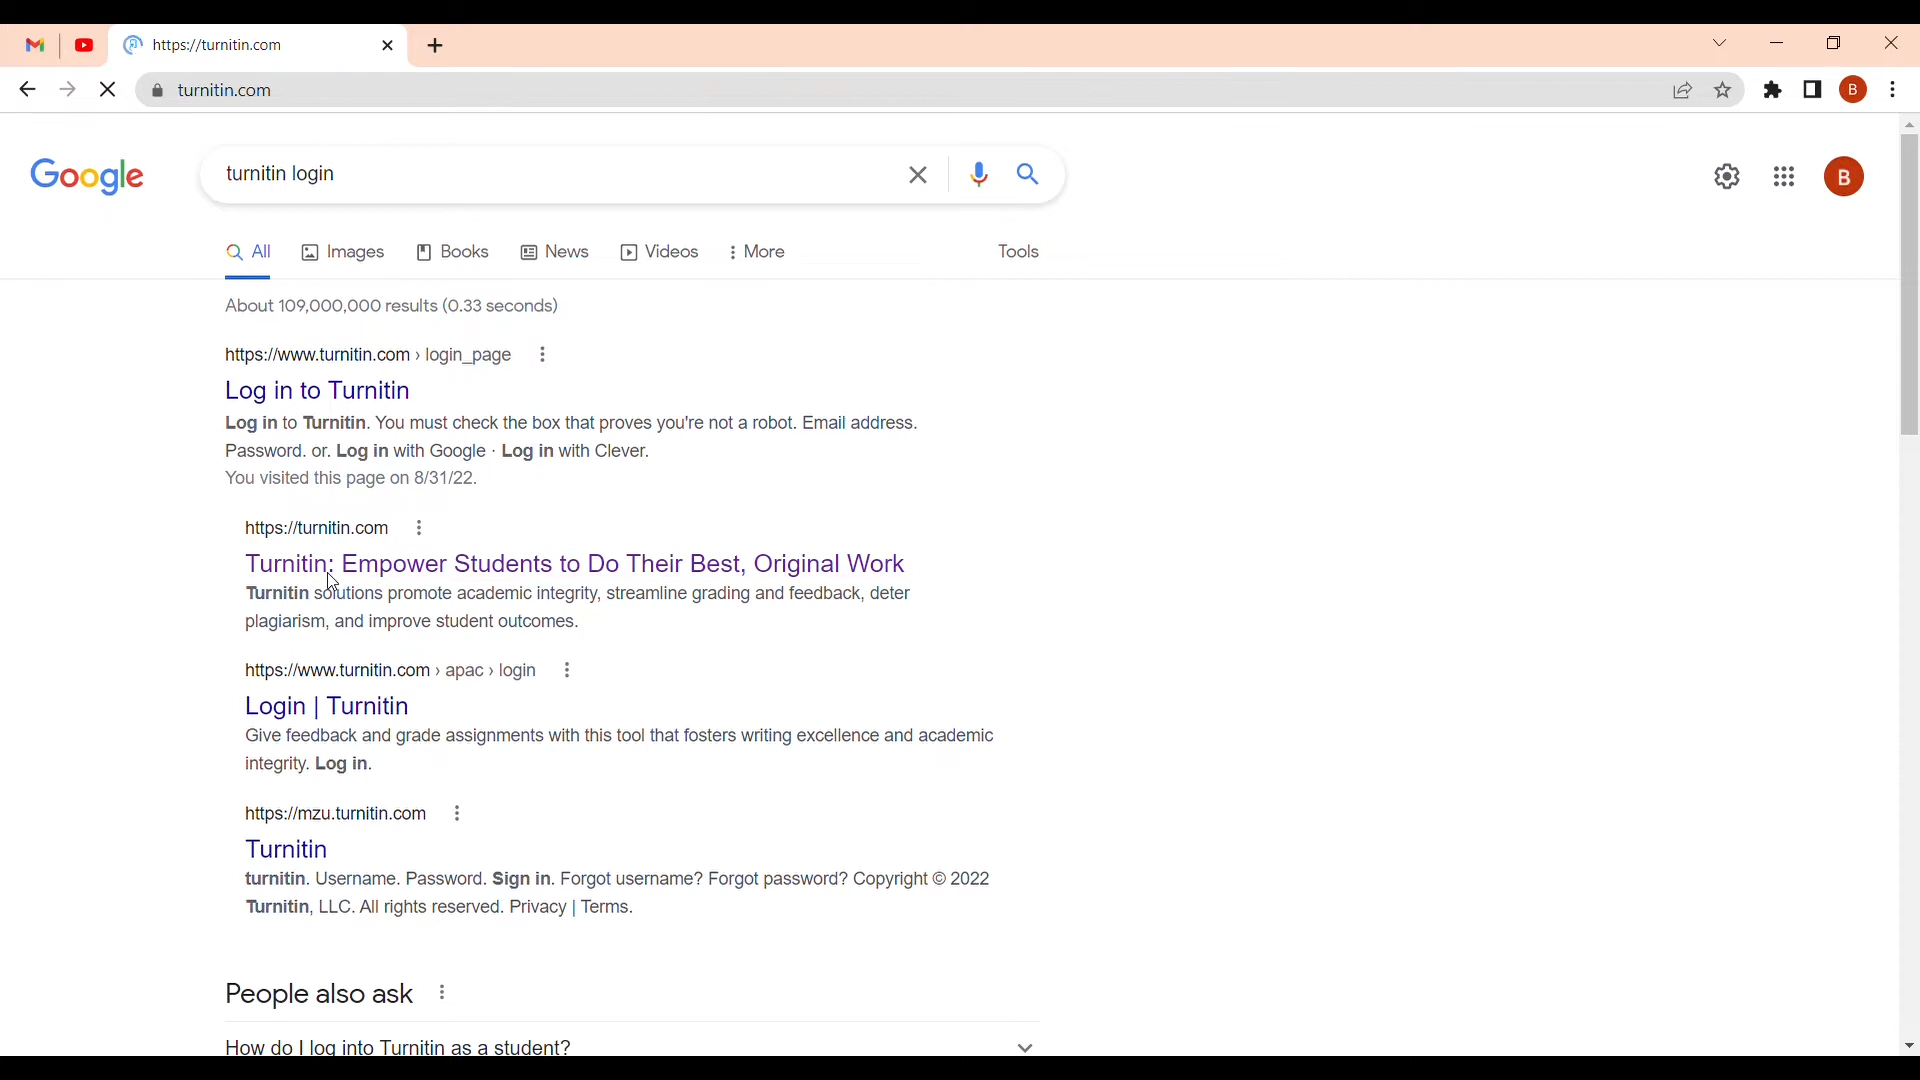 https://turnitin.com
turnitin.com
B
Google
turnitin login
B
All Images Books News Videos More Tools
About 109,000,000 results (0.33 seconds)
https://www.turnitin.com › login_page
Log in to Turnitin
Log in to Turnitin. You must check the box that proves you're not a robot. Email address.
Password. or. Log in with Google · Log in with Clever.
You visited this page on 8/31/22.
https://turnitin.com
Turnitin: Empower Students to Do Their Best, Original Work
Turnitin solutions promote academic integrity, streamline grading and feedback, deter
plagiarism, and improve student outcomes.
https://www.turnitin.com › apac › login
Login | Turnitin
Give feedback and grade assignments with this tool that fosters writing excellence and academic
integrity. Log in.
https://mzu.turnitin.com
Turnitin
turnitin. Username. Password. Sign in. Forgot username? Forgot password? Copyright © 2022
Turnitin, LLC. All rights reserved. Privacy | Terms.
People also ask
How do I log into Turnitin as a student?